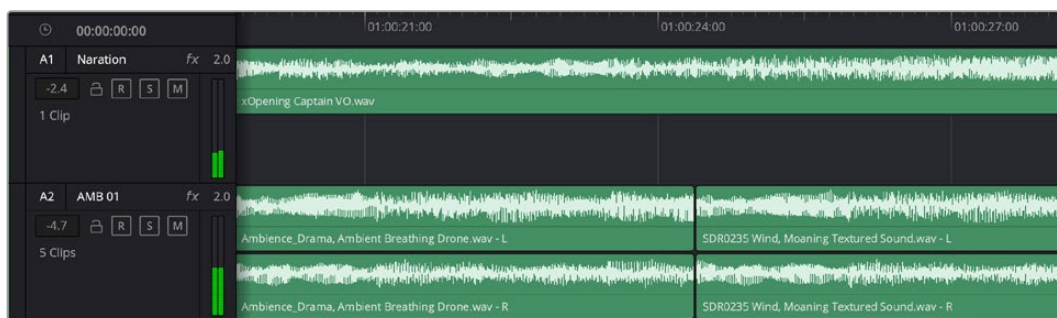 00:00:00:00 01:00:21:00 01:00:24:00 01:00:27:00
A1 Naration fx 2.0
-2.4 R S M
xOpening Captain VO.wav
1 Clip
A2 AMB 01 fx 2.0
-4.7 R S M
Ambience_Drama, Ambient Breathing Drone.wav - L SDR0235 Wind, Moaning Textured Sound.wav - L
5 Clips
Ambience_Drama, Ambient Breathing Drone.wav - R SDR0235 Wind, Moaning Textured Sound.wav - R